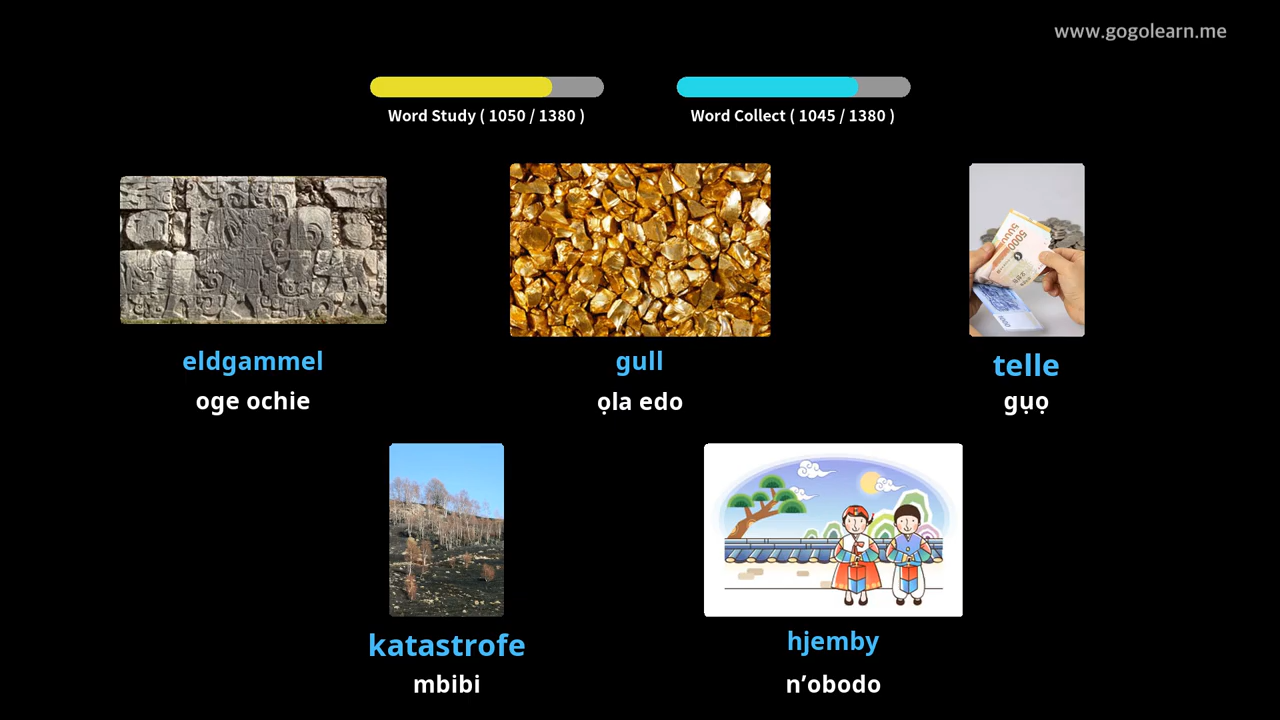 www.gogolearn.me
Word Study ( 1050 / 1380 )
Word Collect ( 1045 / 1380 )
eldgammel
gull
telle
oge ochie
ọla edo
gụọ
katastrofe
hjemby
mbibi
n’obodo